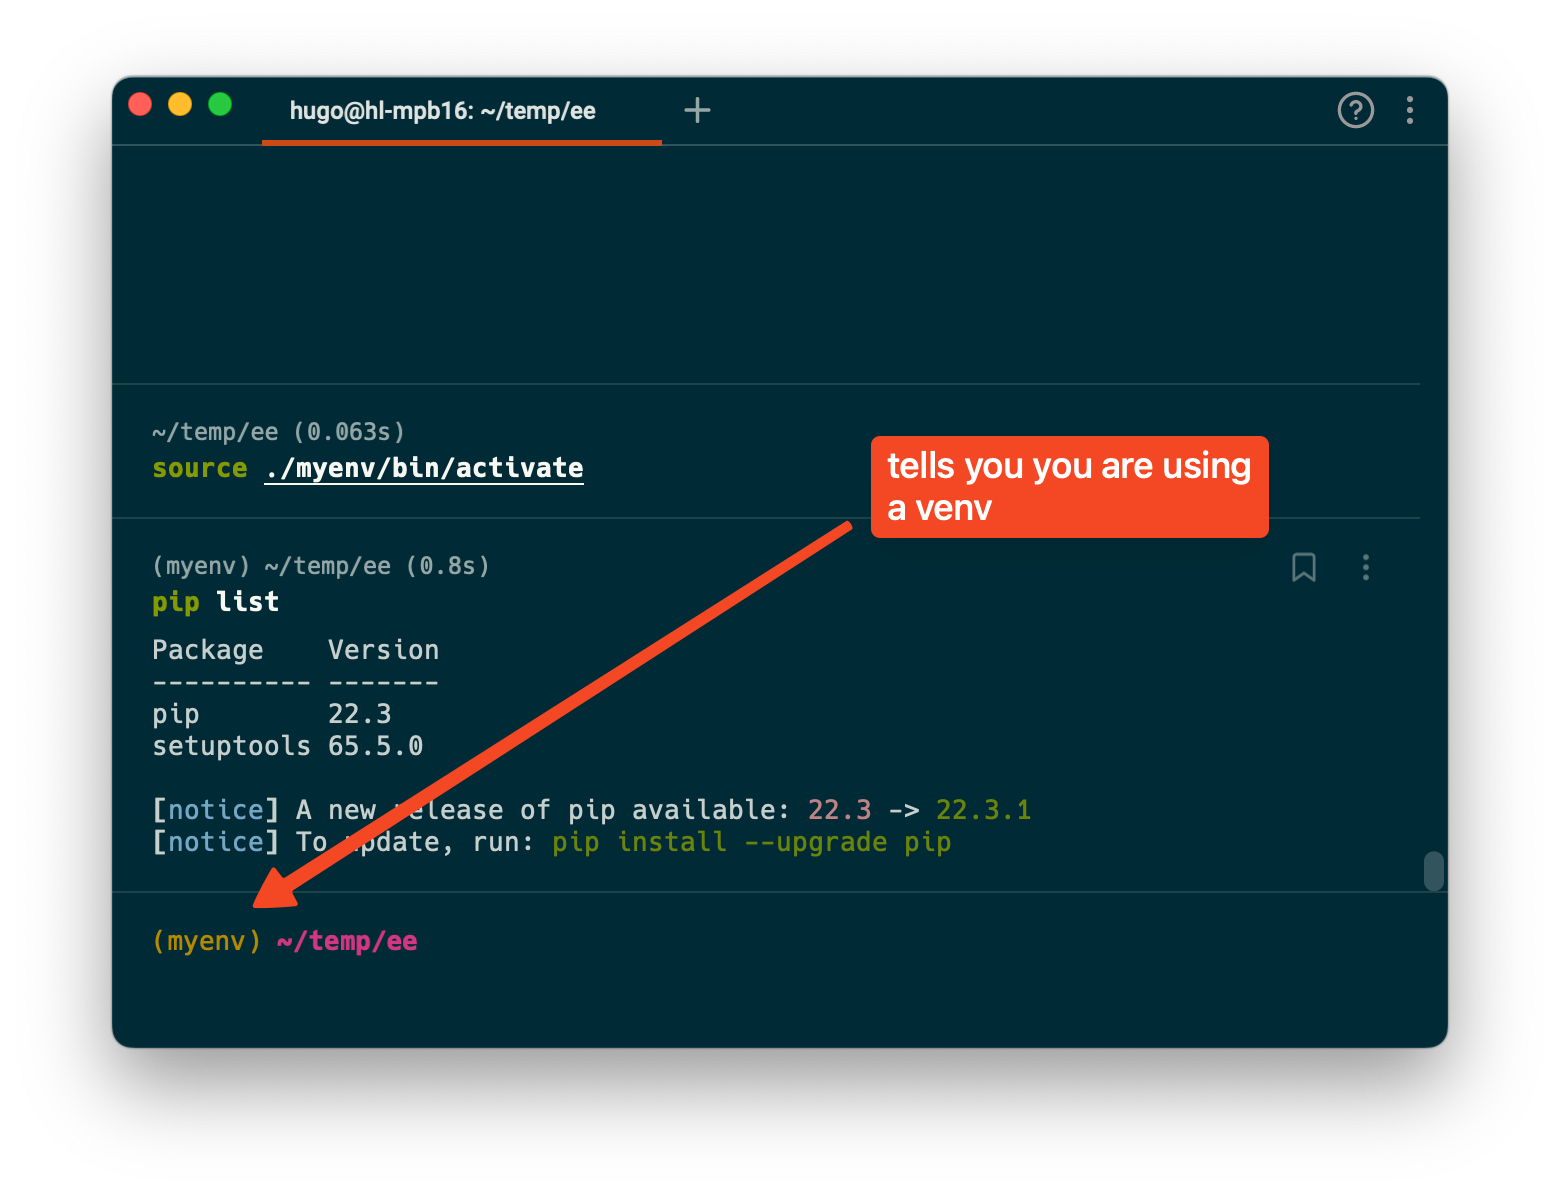 hugo@hl-mpb16: ~/temp/ee
~/temp/ee (0.063s)
source ./myenv/bin/activate
tells you you are using
a venv
(myenv) ~/temp/ee (0.8s)
pip list
Package    Version
---------- -------
pip        22.3
setuptools 65.5.0
[notice] A new release of pip available: 22.3 -> 22.3.1
[notice] To update, run: pip install --upgrade pip
(myenv) ~/temp/ee